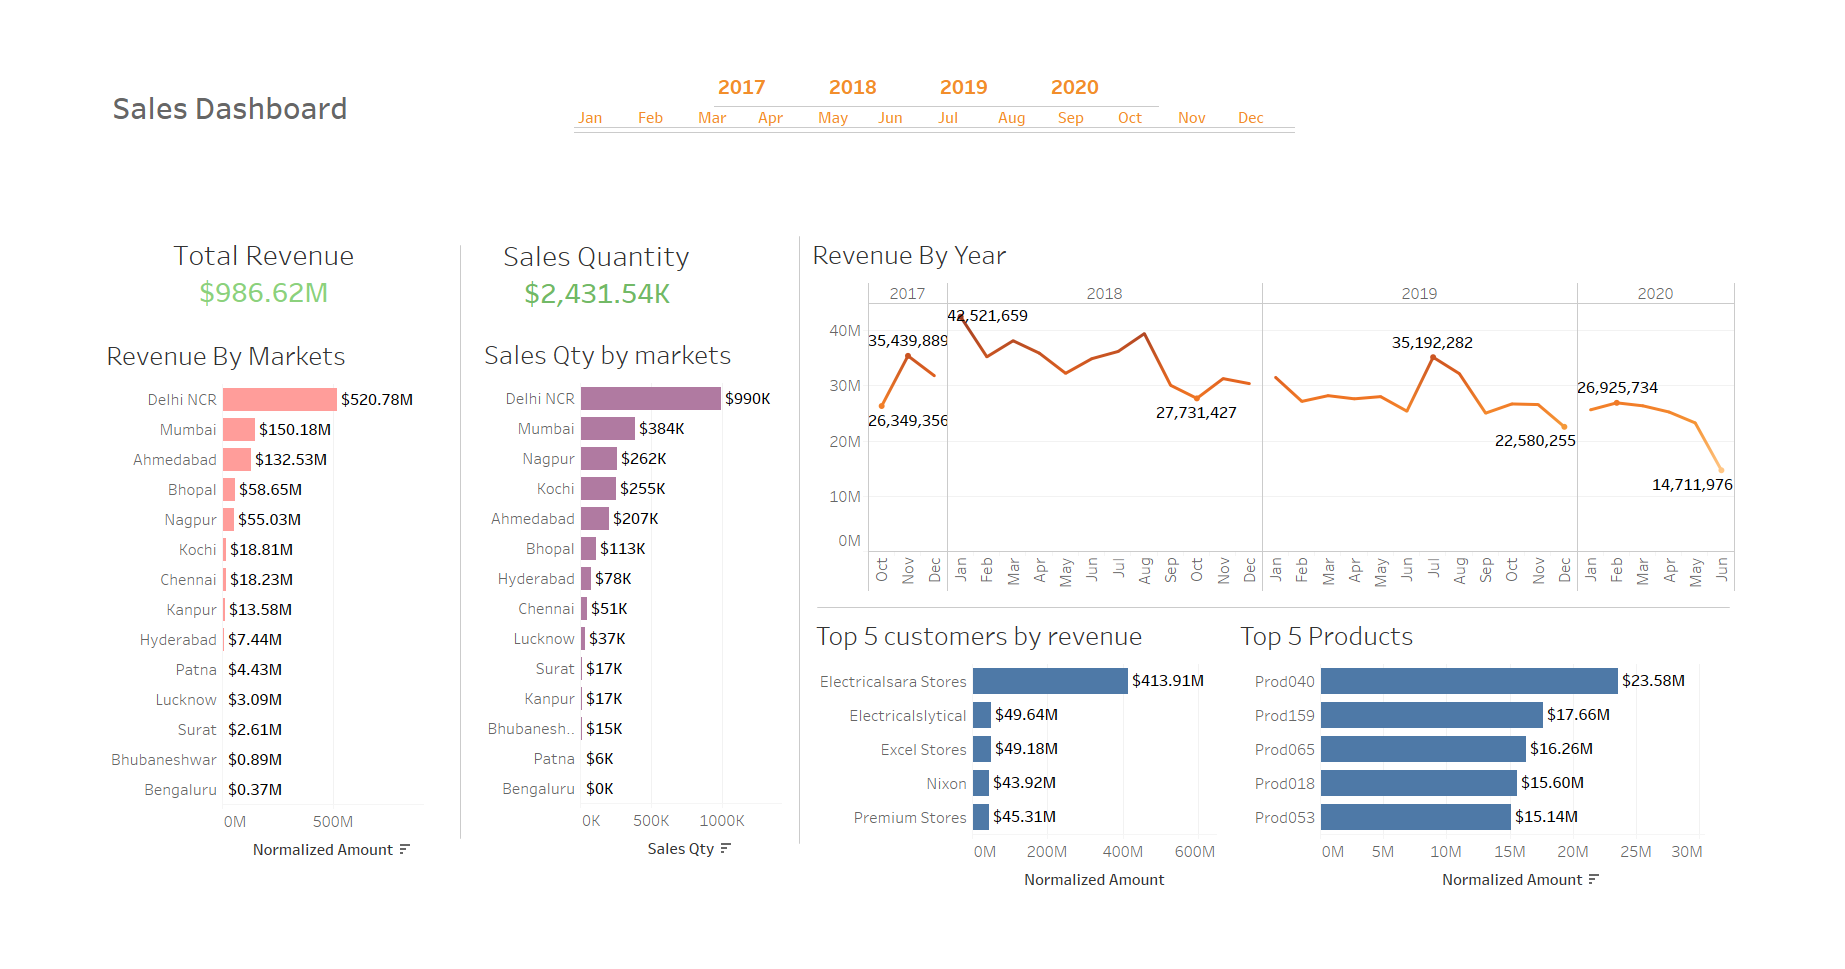 Sales Dashboard
2017 2018 2019 2020
Jan Feb Mar Apr May Jun Jul Aug Sep Oct Nov Dec
Total Revenue
$986.62M
Revenue By Markets
Delhi NCR $520.78M
Mumbai $150.18M
Ahmedabad $132.53M
Bhopal $58.65M
Nagpur $55.03M
Kochi $18.81M
Chennai $18.23M
Kanpur $13.58M
Hyderabad $7.44M
Patna $4.43M
Lucknow $3.09M
Surat $2.61M
Bhubaneshwar $0.89M
Bengaluru $0.37M
0M 500M
Normalized Amount
Sales Quantity
$2,431.54K
Sales Qty by markets
Delhi NCR $990K
Mumbai $384K
Nagpur $262K
Kochi $255K
Ahmedabad $207K
Bhopal $113K
Hyderabad $78K
Chennai $51K
Lucknow $37K
Surat $17K
Kanpur $17K
Bhubanesh.. $15K
Patna $6K
Bengaluru $0K
0K 500K 1000K
Sales Qty
Revenue By Year
2017 2018 2019 2020
42,521,659
40M
35,439,889 35,192,282
30M
26,925,734
26,349,356 27,731,427
20M 22,580,255
14,711,976
10M
0M
Oct Nov Dec Jan Feb Mar Apr May Jun Jul Aug Sep Oct Nov Dec Jan Feb Mar Apr May Jun Jul Aug Sep Oct Nov Dec Jan Feb Mar Apr May Jun
Top 5 customers by revenue
Electricalsara Stores $413.91M
Electricalslytical $49.64M
Excel Stores $49.18M
Nixon $43.92M
Premium Stores $45.31M
0M 200M 400M 600M
Normalized Amount
Top 5 Products
Prod040 $23.58M
Prod159 $17.66M
Prod065 $16.26M
Prod018 $15.60M
Prod053 $15.14M
0M 5M 10M 15M 20M 25M 30M
Normalized Amount